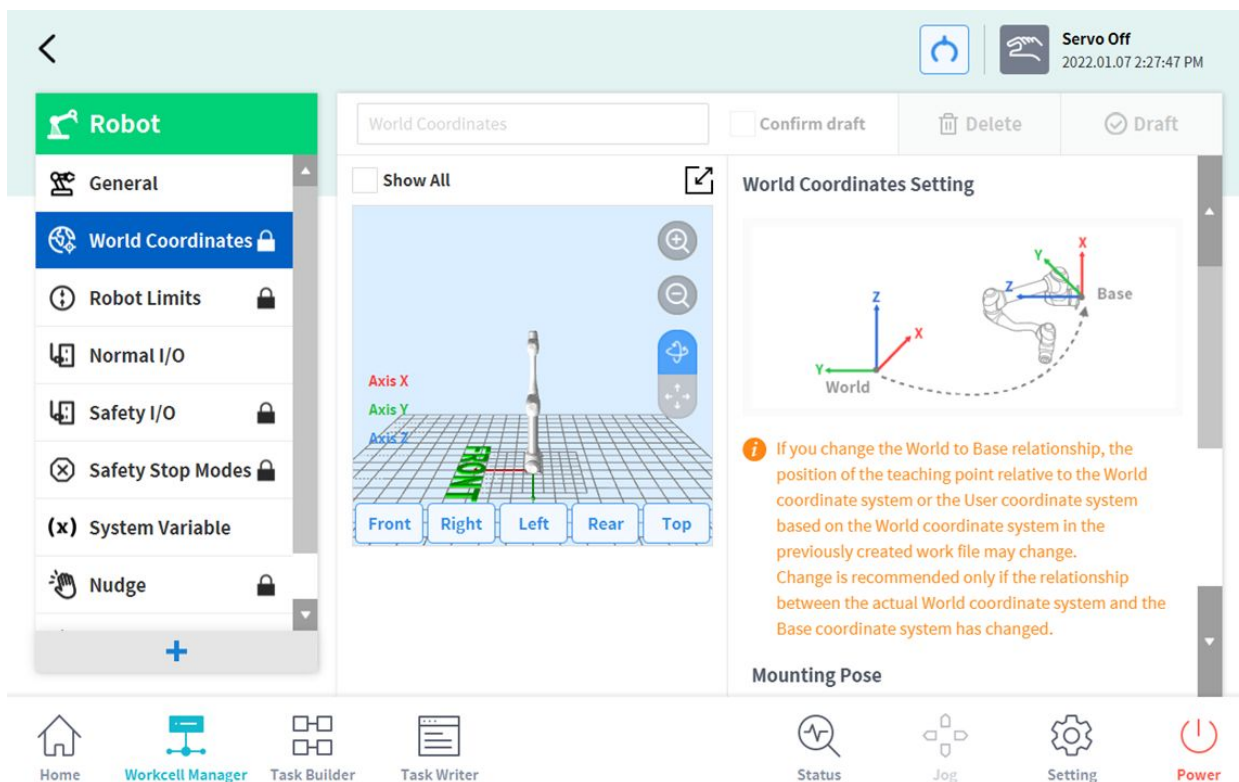 Servo Off
2022.01.07 2:27:47 PM
Robot
General
World Coordinates
Robot Limits
Normal I/O
Safety I/O
Safety Stop Modes
(x) System Variable
Nudge
+
World Coordinates
Confirm draft
Delete
Draft
Show All
Axis X
Axis Y
Axis Z
FRONT
Front
Right
Left
Rear
Top
World Coordinates Setting
Z
X
Y
World
X
Y
Z
Base
i
If you change the World to Base relationship, the
position of the teaching point relative to the World
coordinate system or the User coordinate system
based on the World coordinate system in the
previously created work file may change.
Change is recommended only if the relationship
between the actual World coordinate system and the
Base coordinate system has changed.
Mounting Pose
Home
Workcell Manager
Task Builder
Task Writer
Status
Jog
Setting
Power